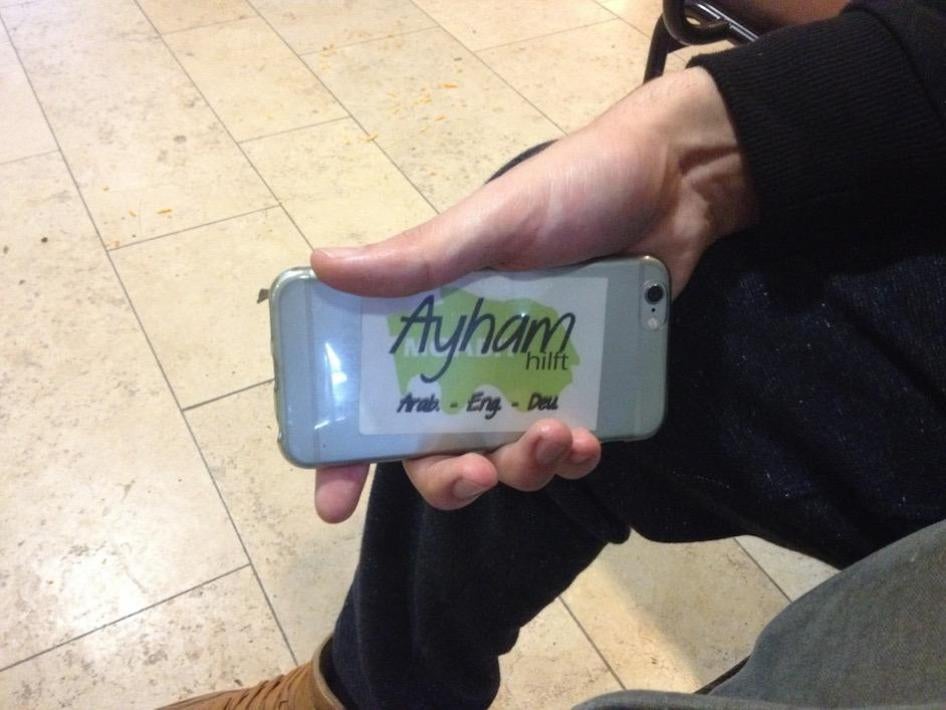 Ayham
hilft
Arab. - Eng. - Deu.